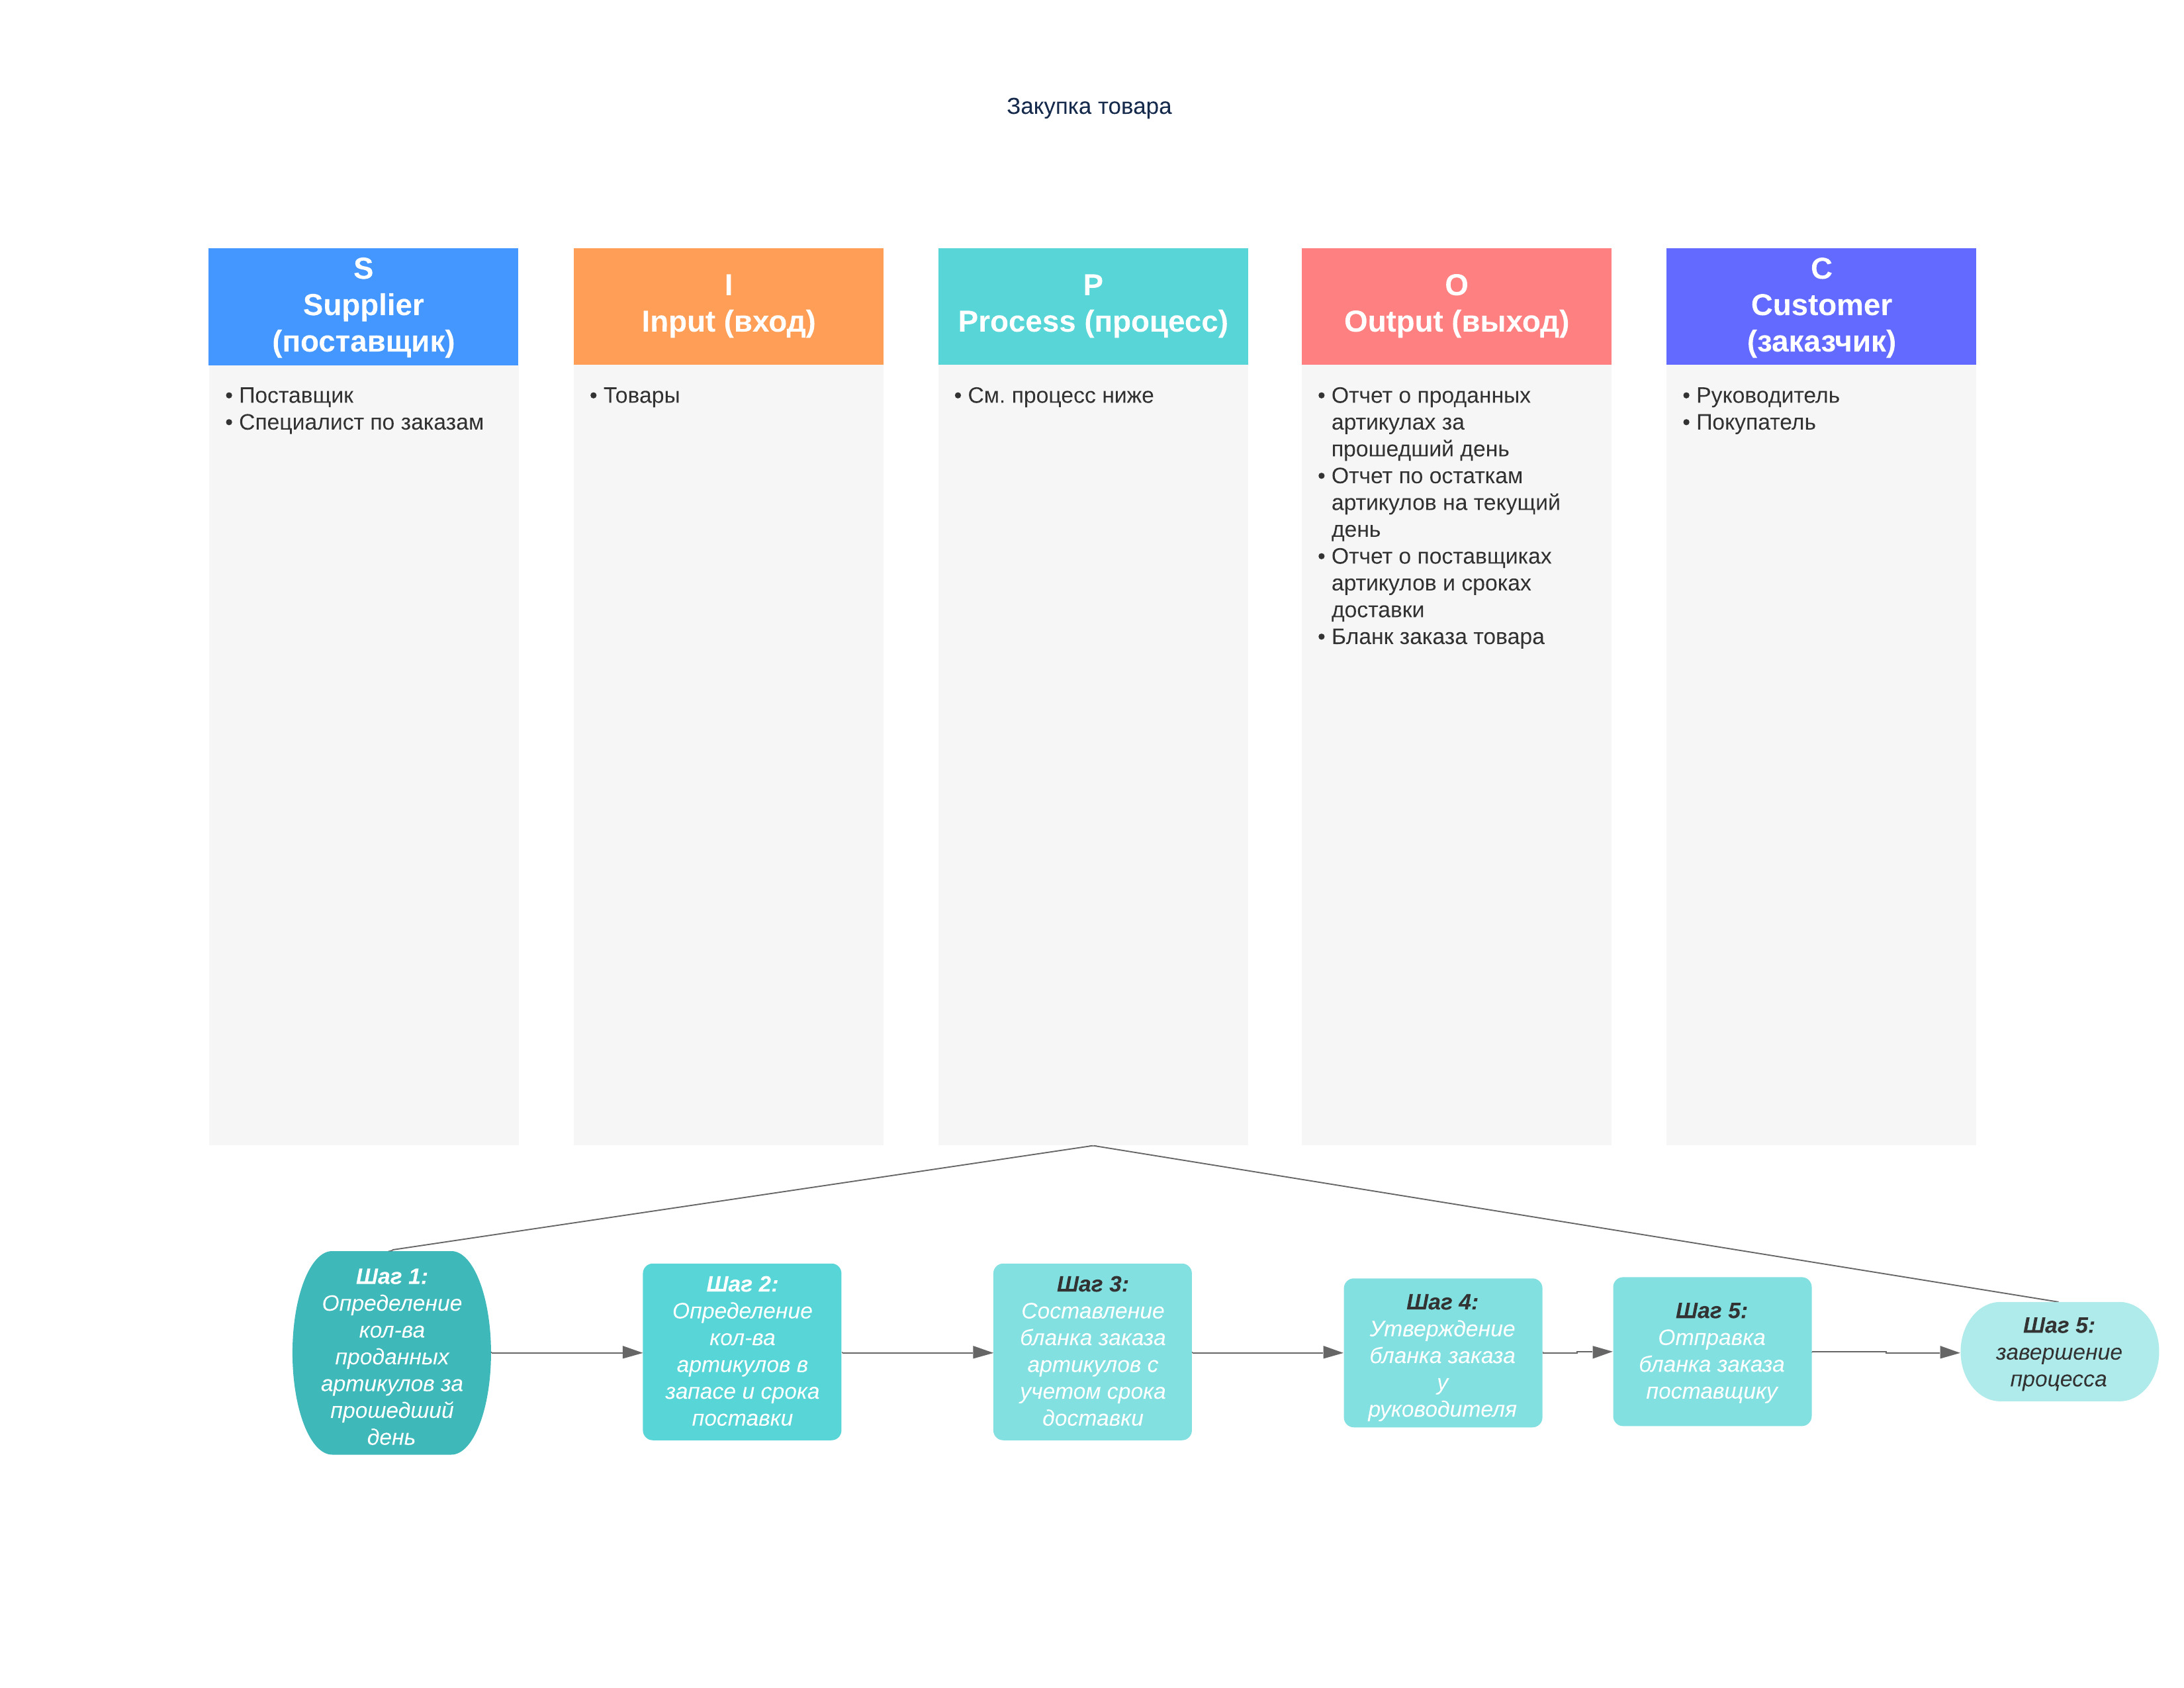 Закупка товара
S
Supplier
(поставщик)
• Поставщик
• Специалист по заказам
I
Input (вход)
• Товары
P
Process (процесс)
• См. процесс ниже
O
Output (выход)
• Отчет о проданных
артикулах за
прошедший день
• Отчет по остаткам
артикулов на текущий
день
• Отчет о поставщиках
артикулов и сроках
доставки
• Бланк заказа товара
C
Customer
(заказчик)
• Руководитель
• Покупатель
Шаг 1:
Определение
кол-ва
проданных
артикулов за
прошедший
день
Шаг 2:
Определение
кол-ва
артикулов в
запасе и срока
поставки
Шаг 3:
Составление
бланка заказа
артикулов с
учетом срока
доставки
Шаг 4:
Утверждение
бланка заказа
у
руководителя
Шаг 5:
Отправка
бланка заказа
поставщику
Шаг 5:
завершение
процесса